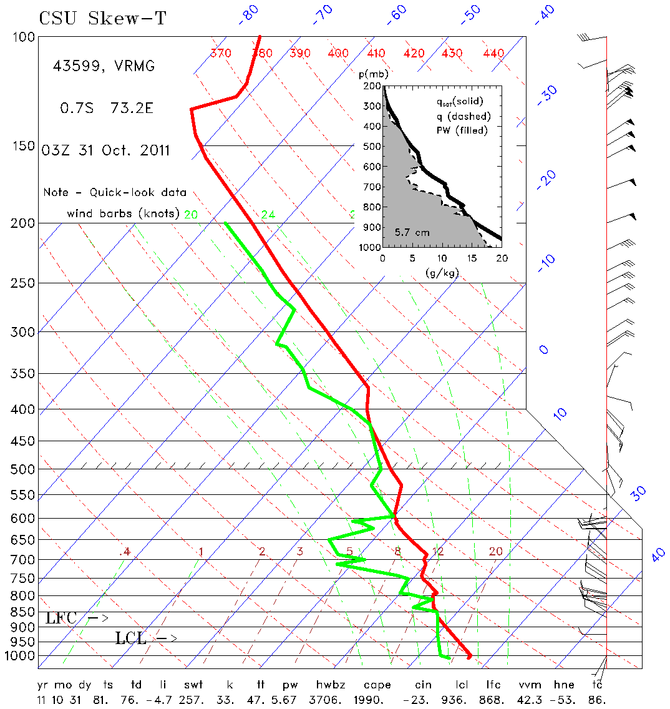 CSU Skew-T
-80 -70 -60 -50 -40
100
370 380 390 400 410 420 430 440
43599, VRMG
0.7S 73.2E
03Z 31 Oct. 2011
Note - Quick-look data
wind barbs (knots)
20 24
p(mb)
200
300
400
500
600
700
800
900
1000
qsat(solid)
q (dashed)
PW (filled)
5.7 cm
0 5 10 15 20
(g/kg)
-30
-20
-10
0
10
30
40
150
200
250
300
350
400
450
500
550
600
650
700
.4 1 2 3 5 8 12 20
750
800
850
LFC ->
900
LCL ->
950
1000
yr mo dy ts td li swt k tt pw hwbz cape cin lcl lfc vvm hne tc
11 10 31 81. 76. -4.7 257. 33. 47. 5.67 3706. 1990. -23. 936. 868. 42.3 -53. 86.